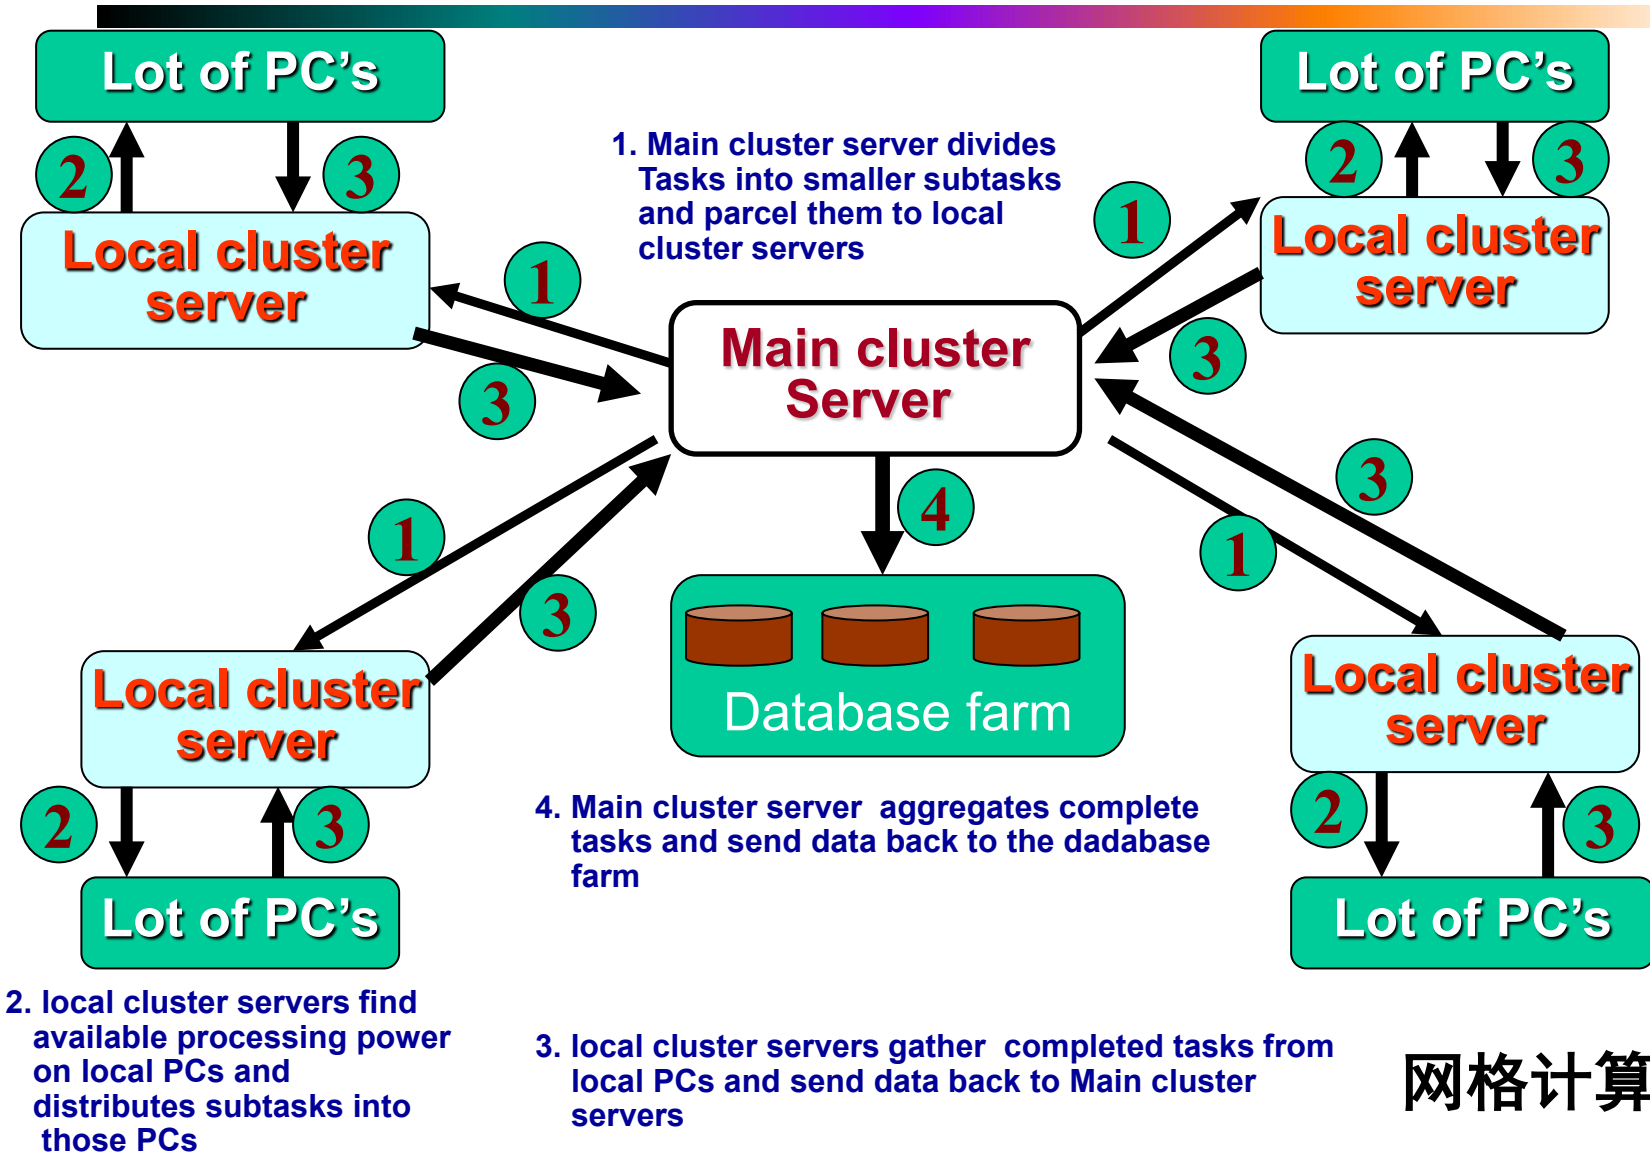 Lot of PC's
Lot of PC's
2
3
2
3
1. Main cluster server divides
Tasks into smaller subtasks
and parcel them to local
cluster servers
Local cluster
server
1
1
Local cluster
server
3
Main cluster
Server
3
4
1
3
3
1
Local cluster
server
Database farm
Local cluster
server
2
3
4. Main cluster server  aggregates complete
tasks and send data back to the dadabase
farm
2
3
Lot of PC's
Lot of PC's
2. local cluster servers find
available processing power
on local PCs and
distributes subtasks into
those PCs
3. local cluster servers gather  completed tasks from
local PCs and send data back to Main cluster
servers
网格计算